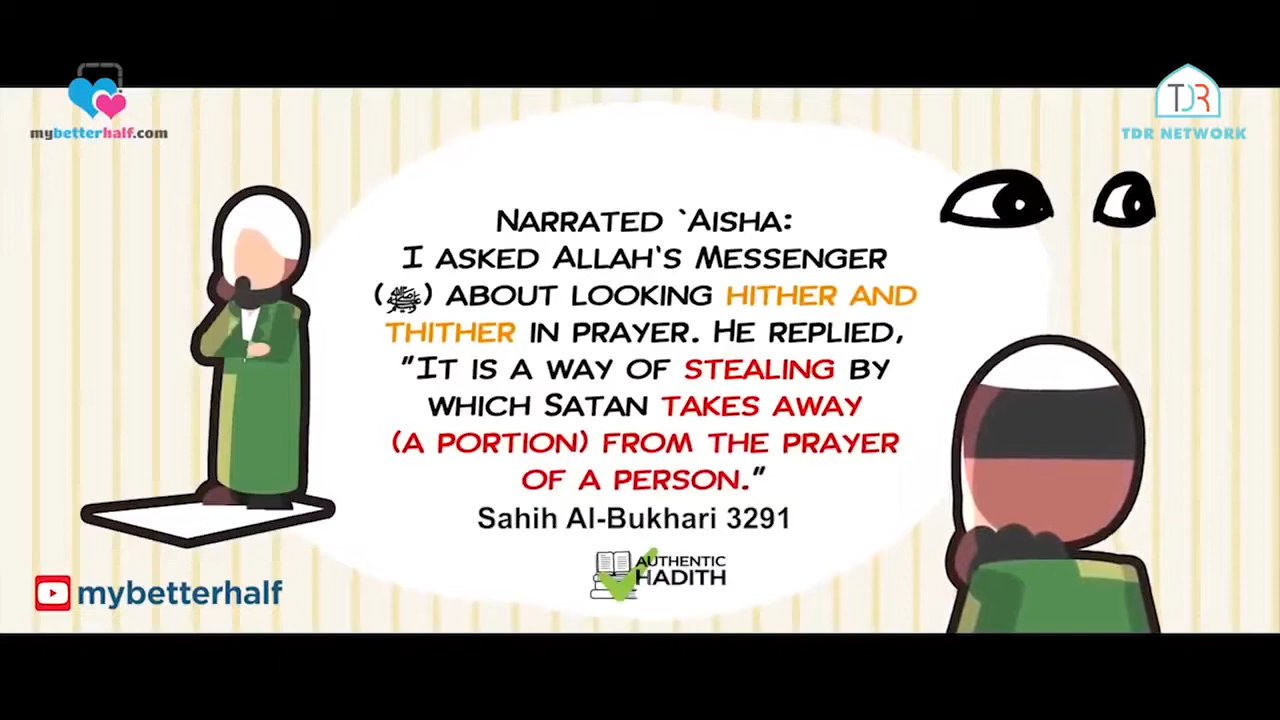 mybetterhalf.com
TDR
TDR NETWORK
NARRATED `AISHA:
I ASKED ALLAH'S MESSENGER
(ﷺ) ABOUT LOOKING HITHER AND
THITHER IN PRAYER. HE REPLIED,
"IT IS A WAY OF STEALING BY
WHICH SATAN TAKES AWAY
(A PORTION) FROM THE PRAYER
OF A PERSON."
Sahih Al-Bukhari 3291
AUTHENTIC
HADITH
mybetterhalf